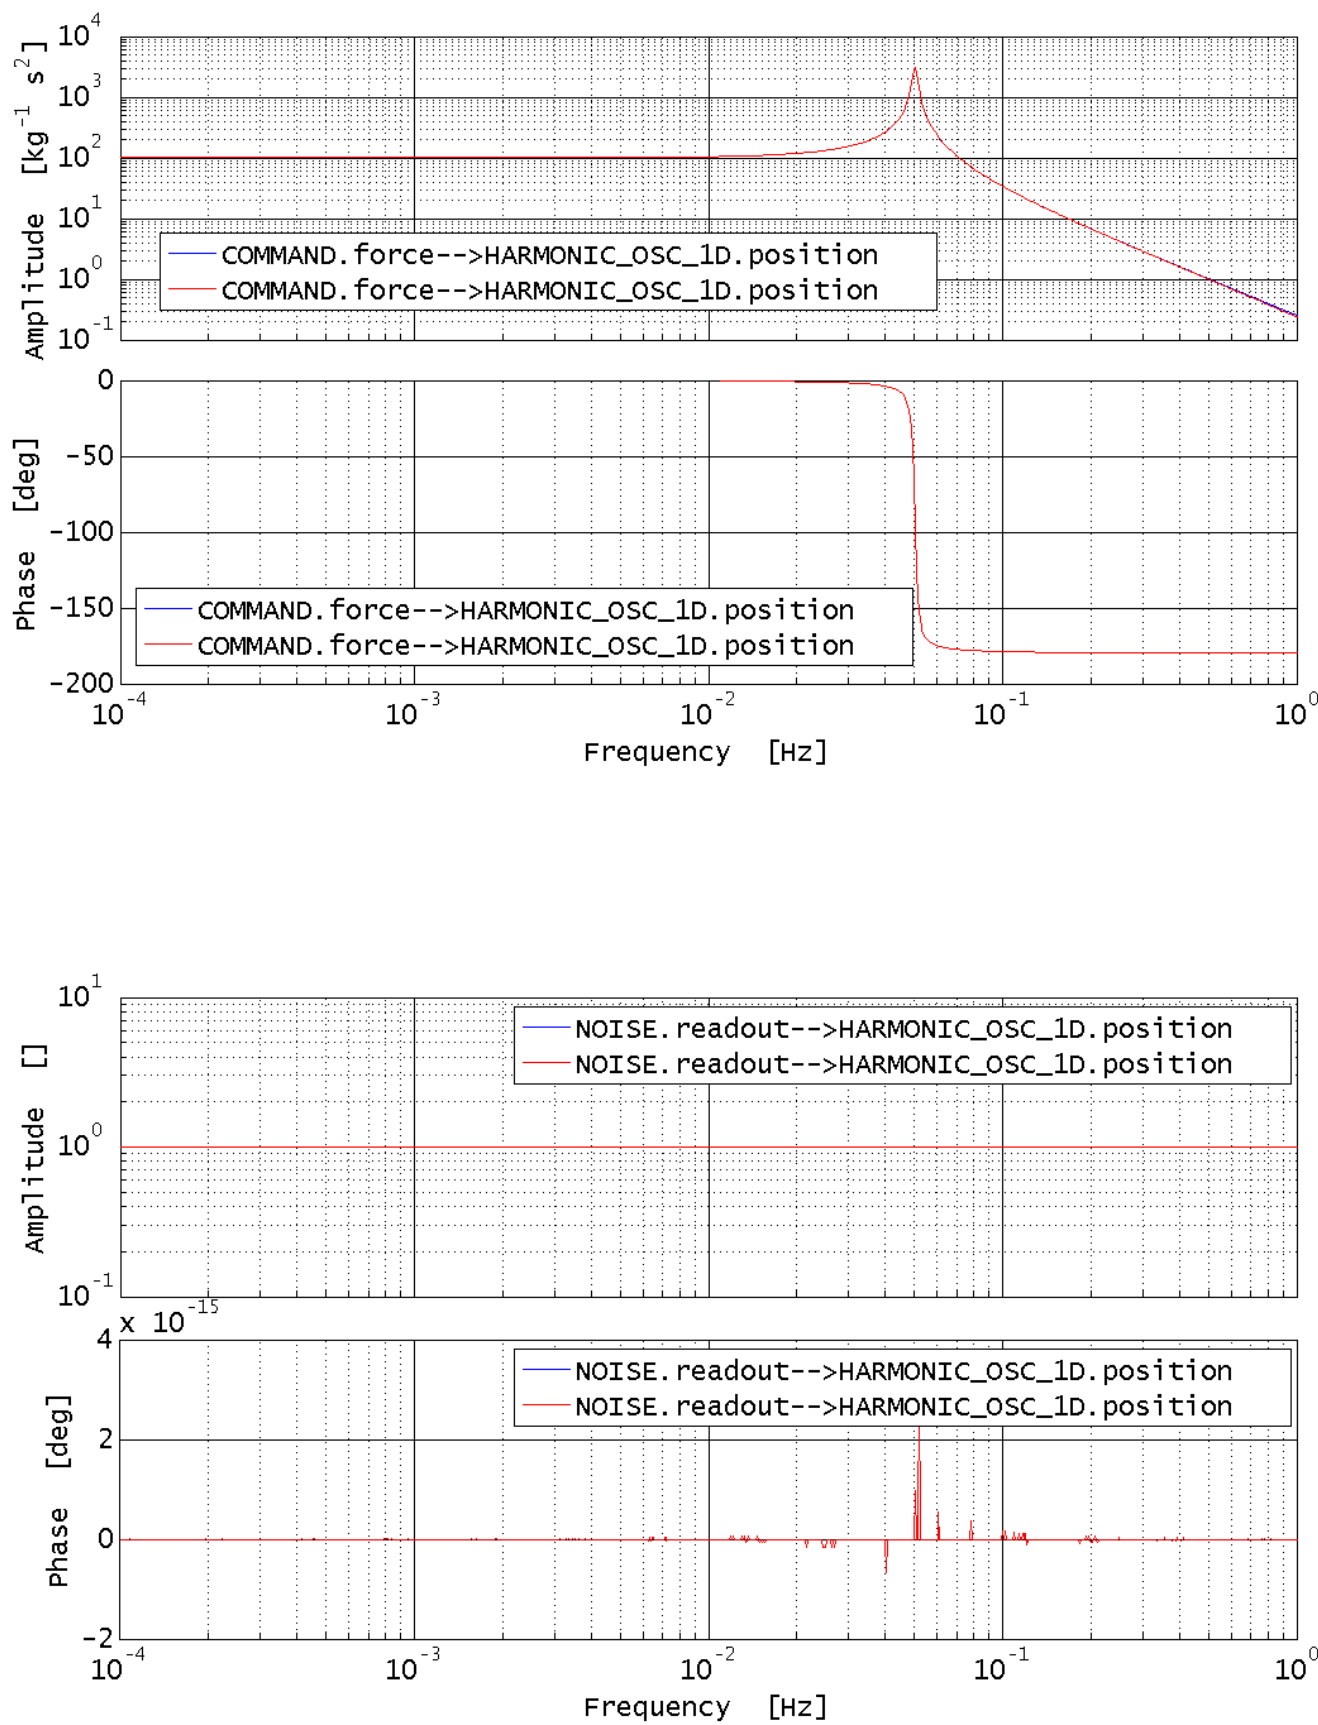 10^4
10^3
10^2
10^1
10^0
10^-1
Amplitude [kg^-1 s^2]
COMMAND.force-->HARMONIC_OSC_1D.position
COMMAND.force-->HARMONIC_OSC_1D.position
0
-50
-100
-150
-200
Phase [deg]
COMMAND.force-->HARMONIC_OSC_1D.position
COMMAND.force-->HARMONIC_OSC_1D.position
10^-4 10^-3 10^-2 10^-1 10^0
Frequency [Hz]
10^1
10^0
10^-1
Amplitude []
NOISE.readout-->HARMONIC_OSC_1D.position
NOISE.readout-->HARMONIC_OSC_1D.position
x 10^-15
4
2
0
-2
Phase [deg]
NOISE.readout-->HARMONIC_OSC_1D.position
NOISE.readout-->HARMONIC_OSC_1D.position
10^-4 10^-3 10^-2 10^-1 10^0
Frequency [Hz]